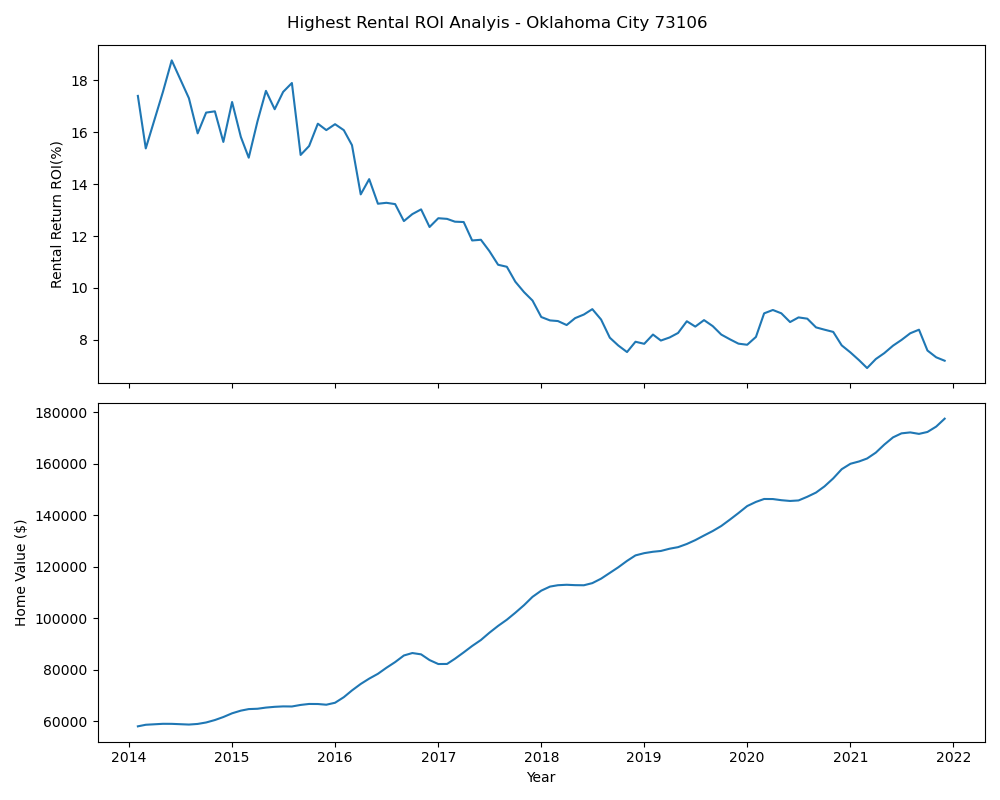 Highest Rental ROI Analyis - Oklahoma City 73106
18
16
14
12
10
8
Rental Return ROI(%)
180000
160000
140000
120000
100000
80000
60000
Home Value ($)
2014 2015 2016 2017 2018 2019 2020 2021 2022
Year